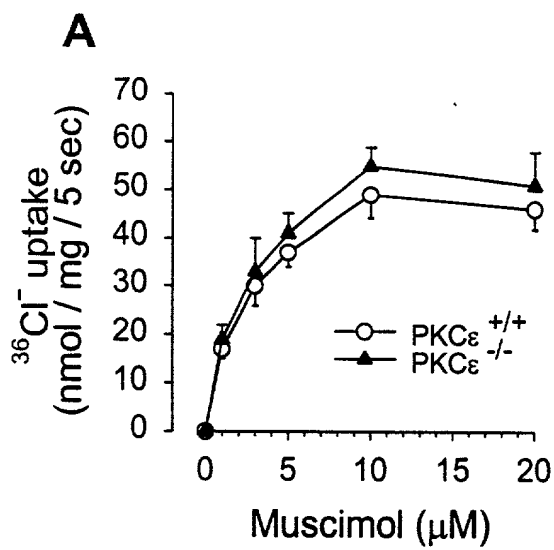 A
70
60
50
40
30
20
10
0
³⁶Cl⁻ uptake
(nmol / mg / 5 sec)
PKCε +/+
PKCε -/-
0 5 10 15 20
Muscimol (μM)